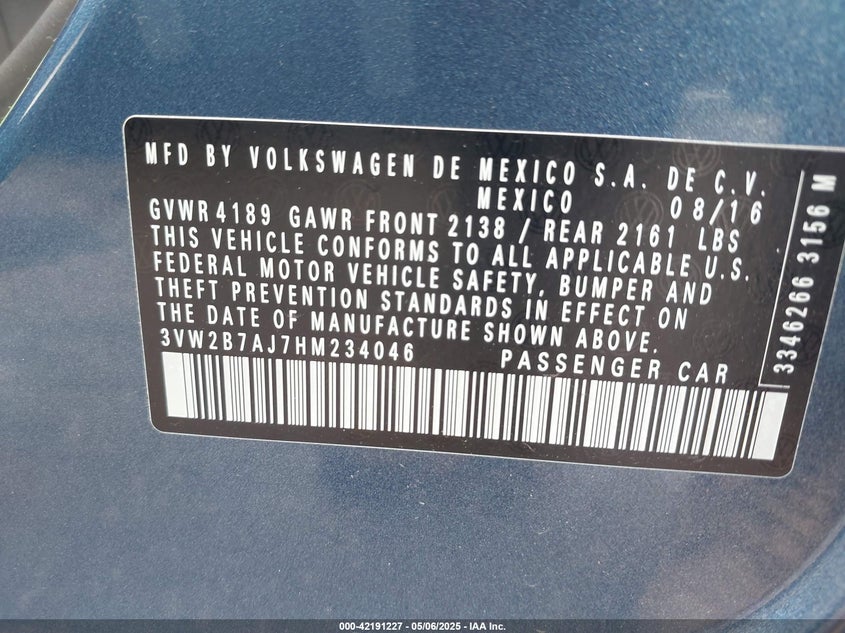 MFD BY VOLKSWAGEN DE MEXICO S.A. DE C.V.
MEXICO 08/16
GVWR 4189 GAWR FRONT 2138 / REAR 2161 LBS
THIS VEHICLE CONFORMS TO ALL APPLICABLE U.S.
FEDERAL MOTOR VEHICLE SAFETY, BUMPER AND
THEFT PREVENTION STANDARDS IN EFFECT ON
THE DATE OF MANUFACTURE SHOWN ABOVE.
3VW2B7AJ7HM234046 PASSENGER CAR
3346266 3156 M
000-42191227 - 05/06/2025 - IAA Inc.